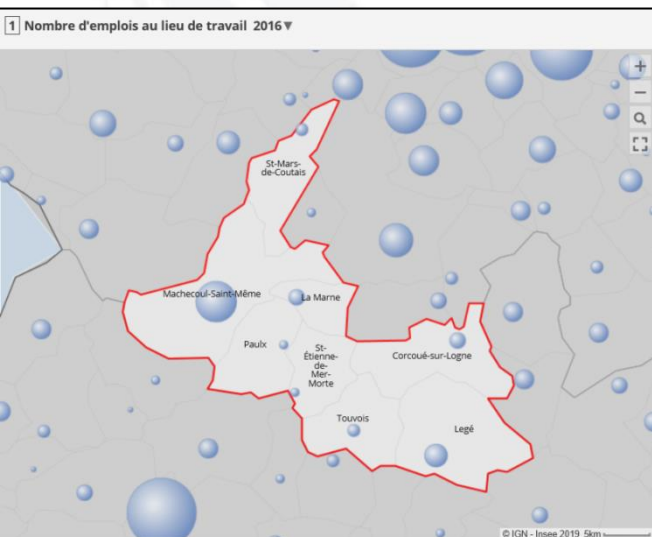 1 Nombre d'emplois au lieu de travail 2016▼
+
−
St-Mars-
de-Coutais
Machecoul-Saint-Même
La Marne
Paulx
St-
Étienne-
de-
Mer-
Morte
Corcoué-sur-Logne
Touvois
Legé
© IGN - Insee 2019 5km